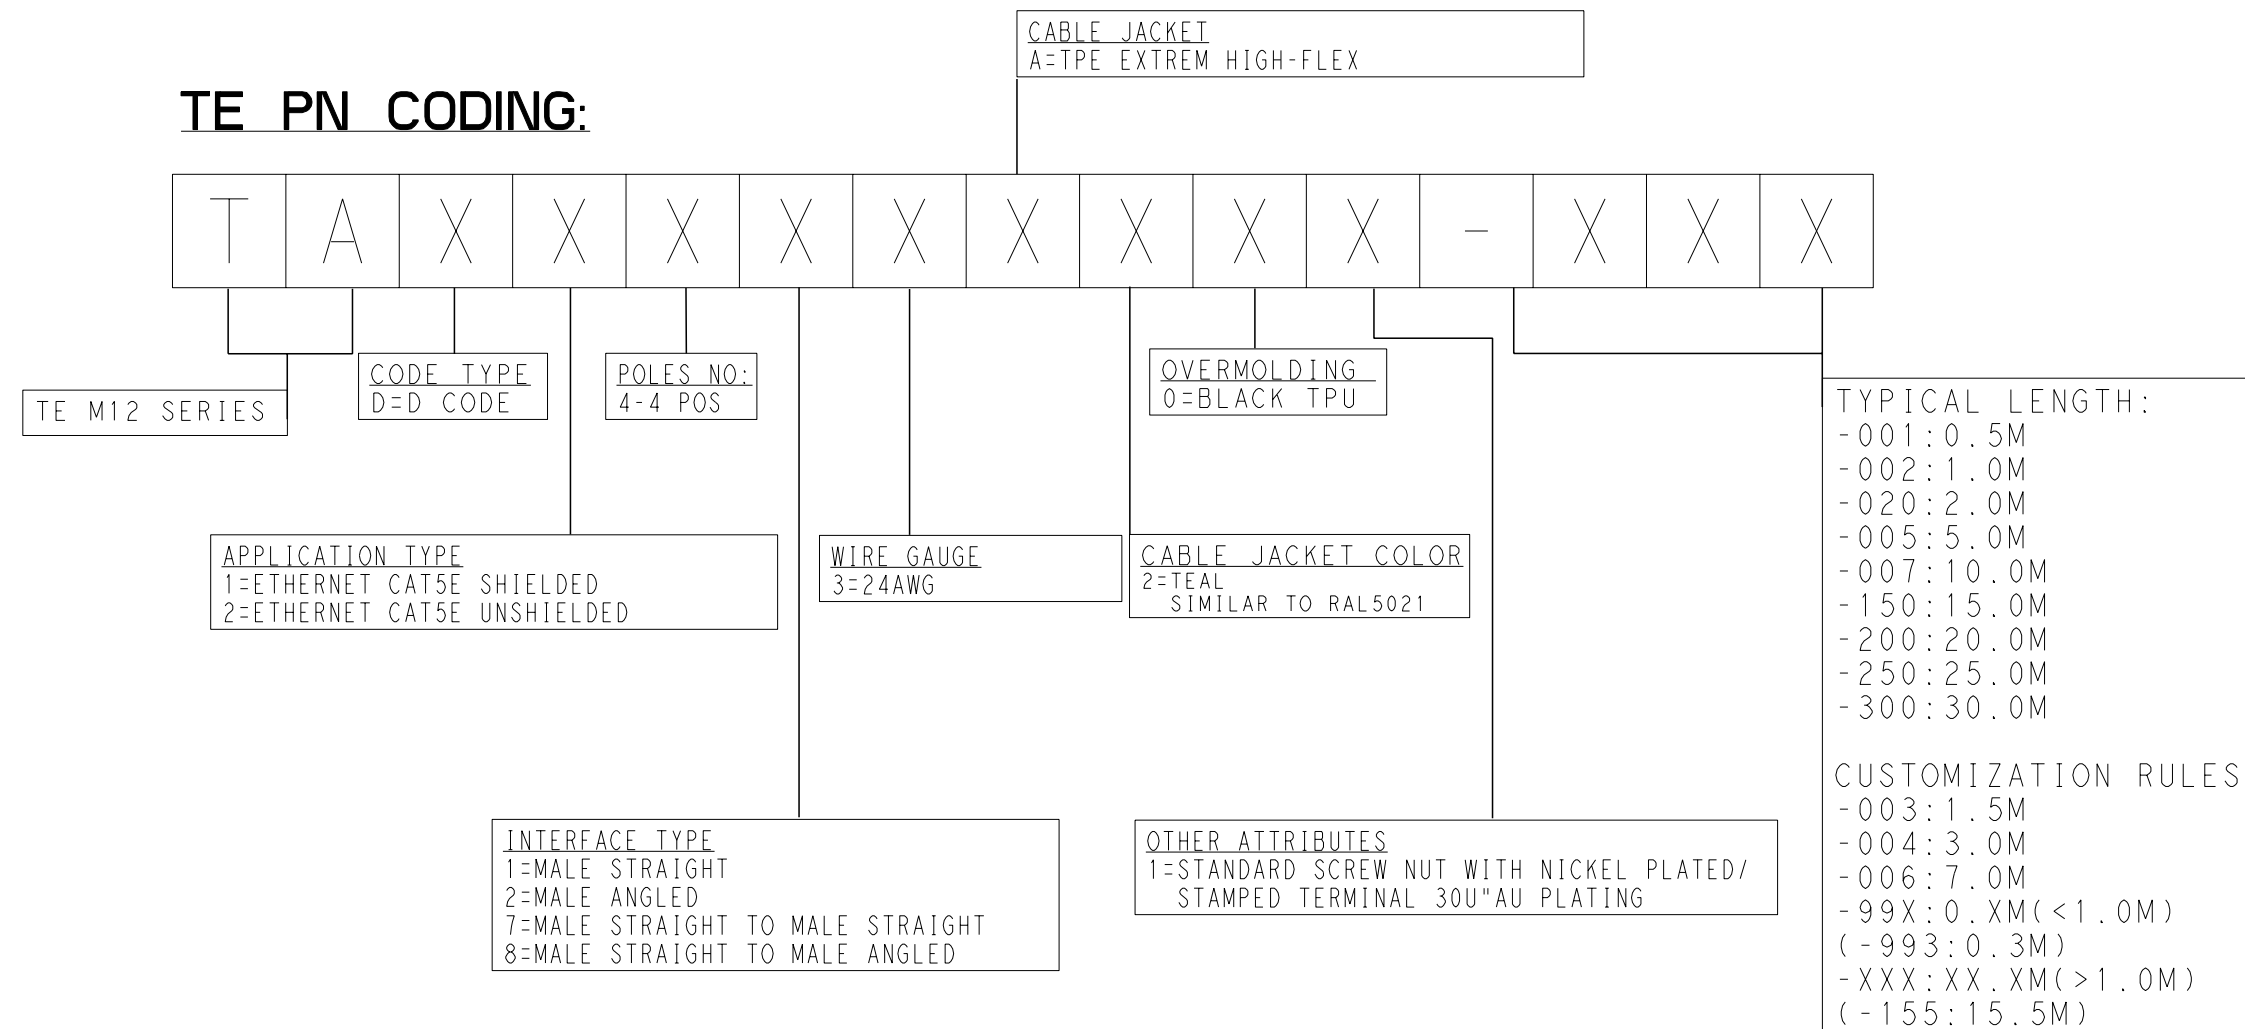 CABLE JACKET
A=TPE EXTREM HIGH-FLEX
TE PN CODING:
T A X X X X X X X X X - X X X
TE M12 SERIES
CODE TYPE
D=D CODE
POLES NO:
4-4 POS
OVERMOLDING
0=BLACK TPU
APPLICATION TYPE
1=ETHERNET CAT5E SHIELDED
2=ETHERNET CAT5E UNSHIELDED
WIRE GAUGE
3=24AWG
CABLE JACKET COLOR
2=TEAL
SIMILAR TO RAL5021
INTERFACE TYPE
1=MALE STRAIGHT
2=MALE ANGLED
7=MALE STRAIGHT TO MALE STRAIGHT
8=MALE STRAIGHT TO MALE ANGLED
OTHER ATTRIBUTES
1=STANDARD SCREW NUT WITH NICKEL PLATED/
STAMPED TERMINAL 30U"AU PLATING
TYPICAL LENGTH:
-001:0.5M
-002:1.0M
-020:2.0M
-005:5.0M
-007:10.0M
-150:15.0M
-200:20.0M
-250:25.0M
-300:30.0M
CUSTOMIZATION RULES
-003:1.5M
-004:3.0M
-006:7.0M
-99X:0.XM(<1.0M)
(-993:0.3M)
-XXX:XX.XM(>1.0M)
(-155:15.5M)